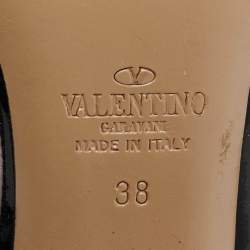 VALENTINO
GARAVANI
MADE IN ITALY
38